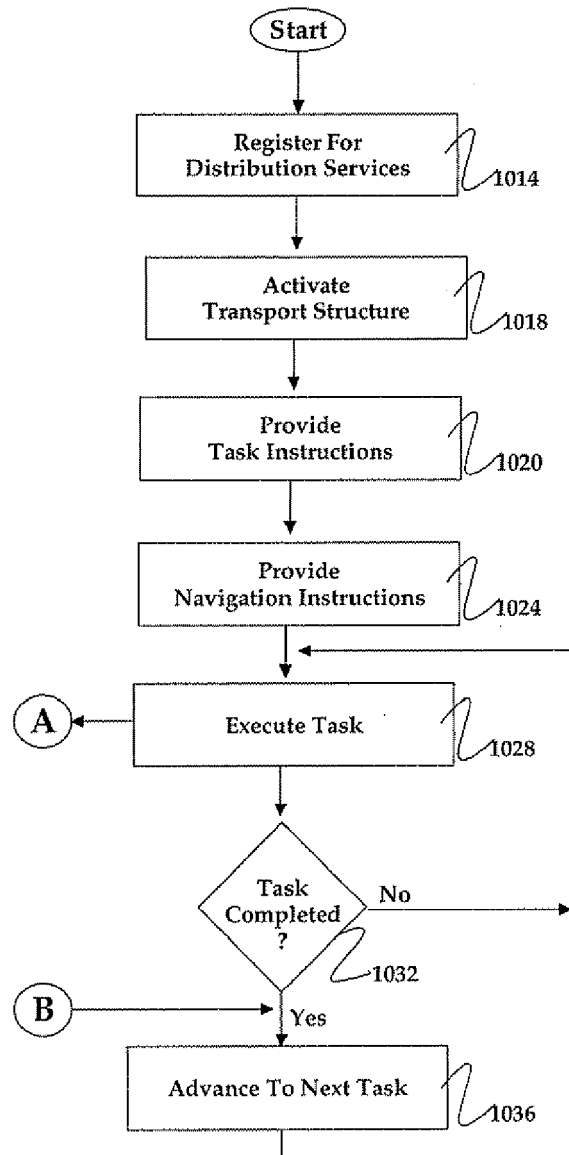 Start
Register For
Distribution Services
1014
Activate
Transport Structure
1018
Provide
Task Instructions
1020
Provide
Navigation Instructions
1024
A
Execute Task
1028
Task
Completed
?
No
1032
B
Yes
Advance To Next Task
1036